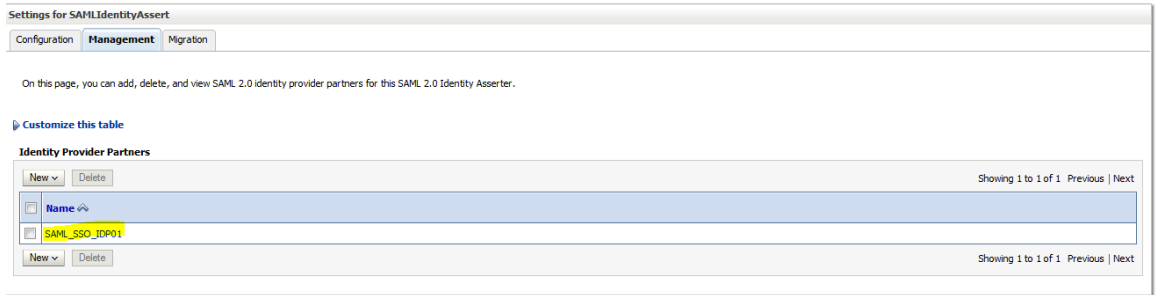 Settings for SAMLIdentityAssert
Configuration Management Migration
On this page, you can add, delete, and view SAML 2.0 identity provider partners for this SAML 2.0 Identity Asserter.
Customize this table
Identity Provider Partners
New Delete Showing 1 to 1 of 1 Previous | Next
Name
SAML_SSO_IDP01
New Delete Showing 1 to 1 of 1 Previous | Next